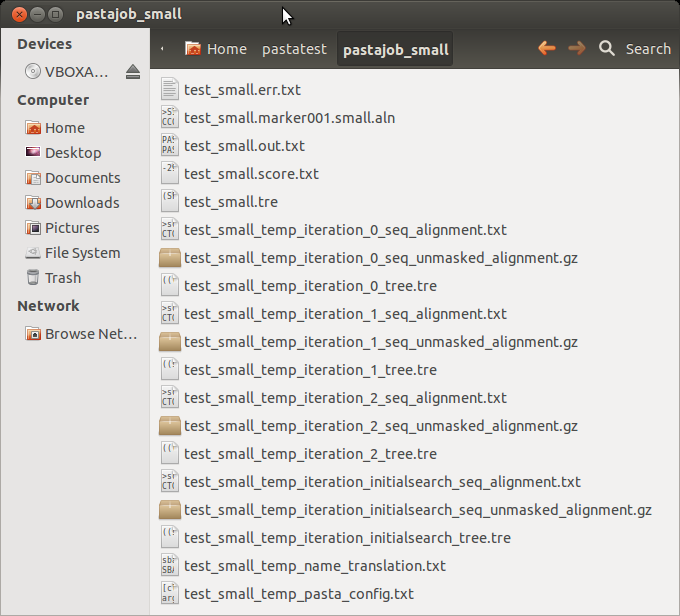 pastajob_small
Devices
VBOXA...
Computer
Home
Desktop
Documents
Downloads
Pictures
File System
Trash
Network
Browse Net...
Home pastatest pastajob_small Search
test_small.err.txt
test_small.marker001.small.aln
test_small.out.txt
test_small.score.txt
test_small.tre
test_small_temp_iteration_0_seq_alignment.txt
test_small_temp_iteration_0_seq_unmasked_alignment.gz
test_small_temp_iteration_0_tree.tre
test_small_temp_iteration_1_seq_alignment.txt
test_small_temp_iteration_1_seq_unmasked_alignment.gz
test_small_temp_iteration_1_tree.tre
test_small_temp_iteration_2_seq_alignment.txt
test_small_temp_iteration_2_seq_unmasked_alignment.gz
test_small_temp_iteration_2_tree.tre
test_small_temp_iteration_initialsearch_seq_alignment.txt
test_small_temp_iteration_initialsearch_seq_unmasked_alignment.gz
test_small_temp_iteration_initialsearch_tree.tre
test_small_temp_name_translation.txt
test_small_temp_pasta_config.txt